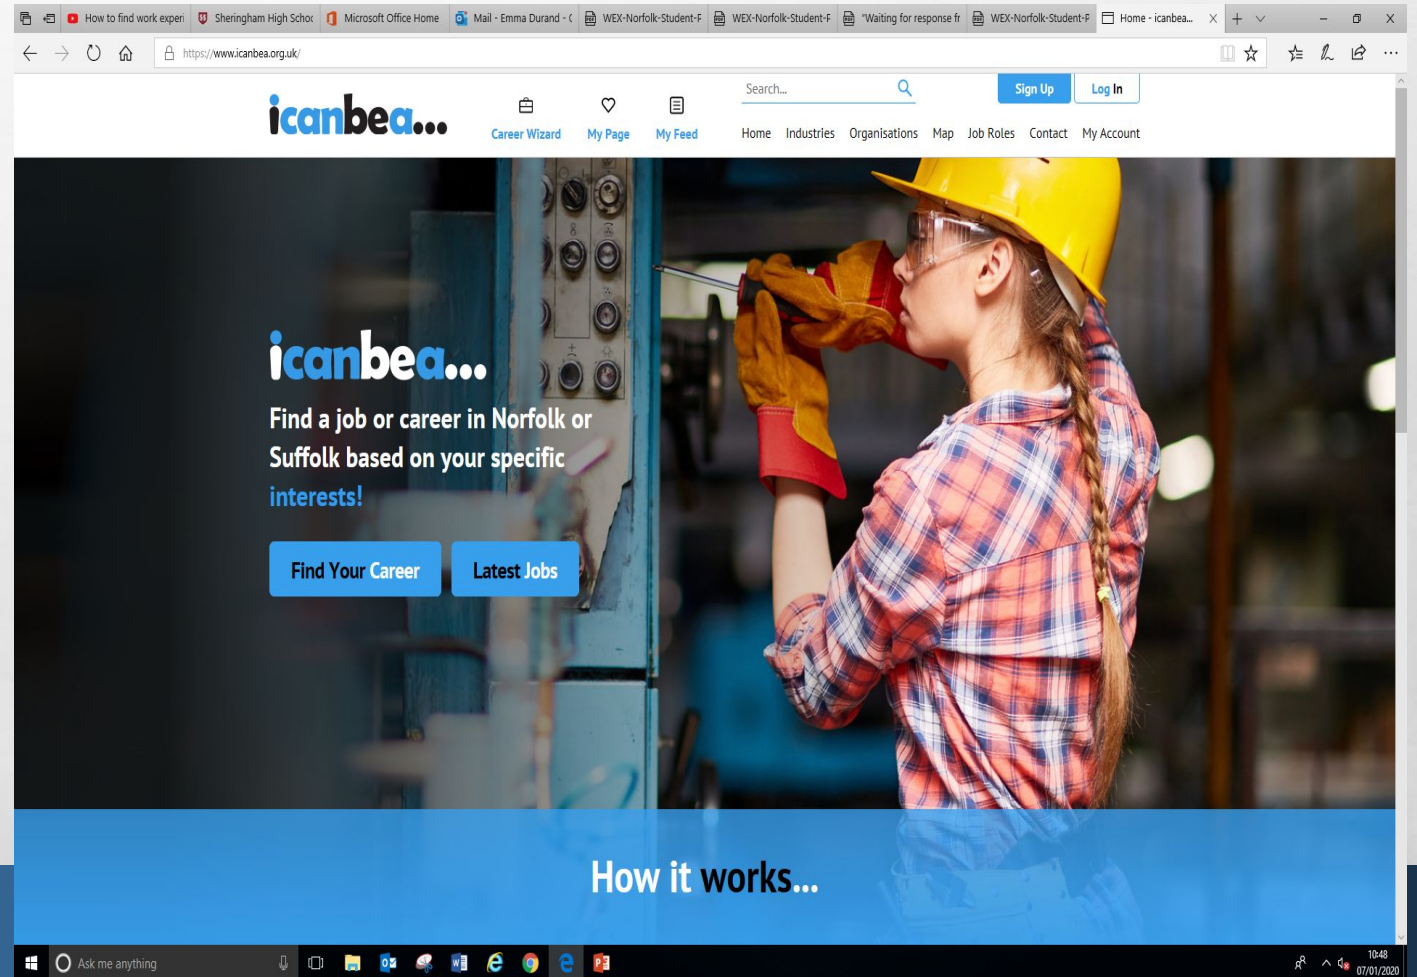 How to find work experi
Sheringham High Schoo
Microsoft Office Home
Mail - Emma Durand - (
WEX-Norfolk-Student-F
WEX-Norfolk-Student-F
"Waiting for response fr
WEX-Norfolk-Student-F
Home - icanbea...
https://www.icanbea.org.uk/
icanbea...
Career Wizard
My Page
My Feed
Search...
Sign Up
Log In
Home Industries Organisations Map Job Roles Contact My Account
icanbea...
Find a job or career in Norfolk or
Suffolk based on your specific
interests!
Find Your Career
Latest Jobs
How it works...
Ask me anything
10:48
07/01/2020